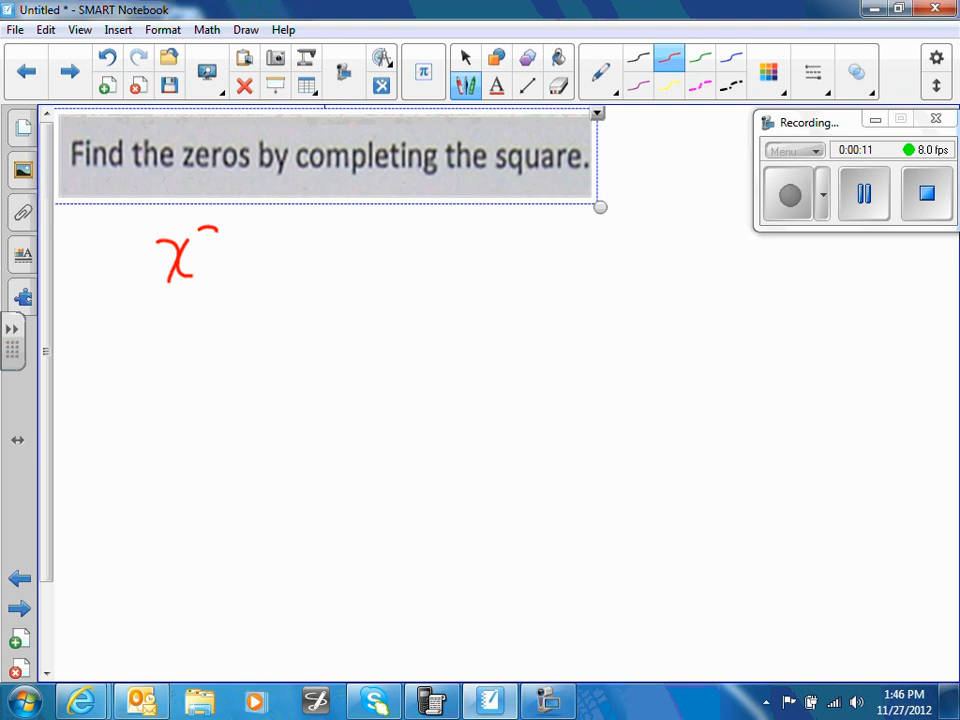 Untitled * - SMART Notebook
File Edit View Insert Format Math Draw Help
π
A
Recording...
Menu 0:00:11 8.0 fps
Find the zeros by completing the square.
x
1:46 PM
11/27/2012